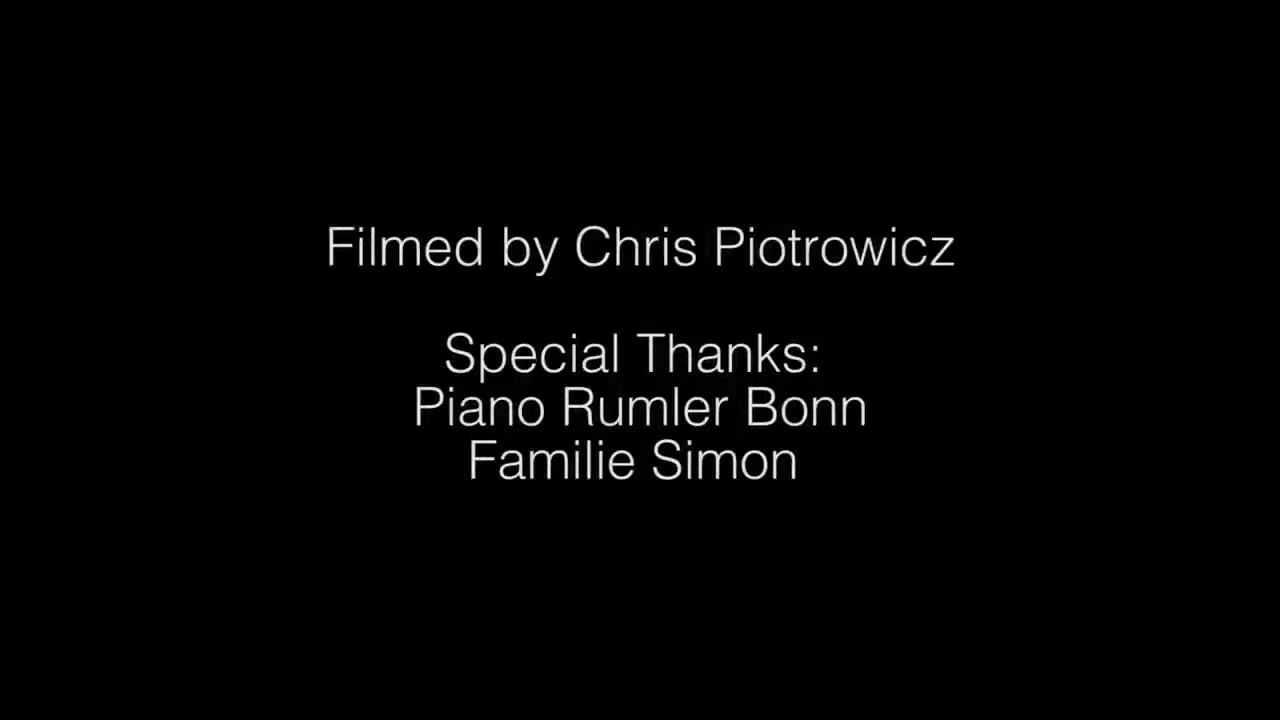 Filmed by Chris Piotrowicz
Special Thanks:
Piano Rumler Bonn
Familie Simon